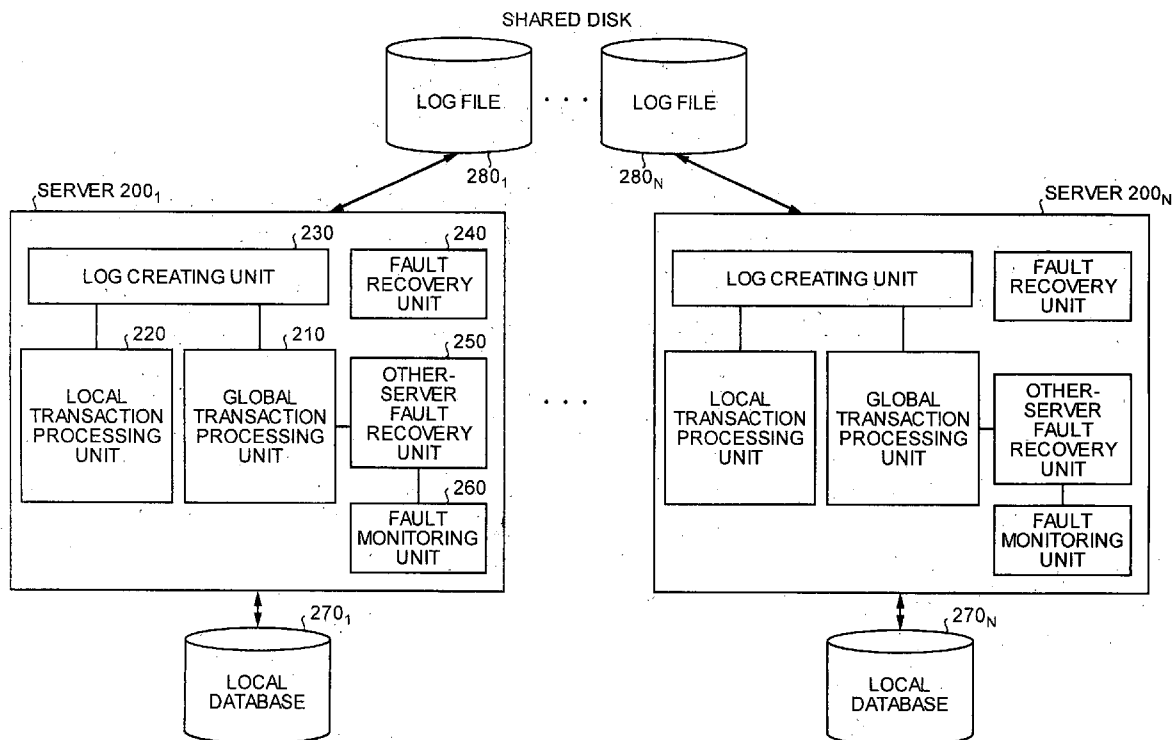 SHARED DISK
LOG FILE
LOG FILE
280₁
280N
SERVER 200₁
230
240
LOG CREATING UNIT
FAULT
RECOVERY
UNIT
220
210
250
LOCAL
TRANSACTION
PROCESSING
UNIT
GLOBAL
TRANSACTION
PROCESSING
UNIT
OTHER-
SERVER
FAULT
RECOVERY
UNIT
260
FAULT
MONITORING
UNIT
270₁
LOCAL
DATABASE
SERVER 200N
LOG CREATING UNIT
FAULT
RECOVERY
UNIT
LOCAL
TRANSACTION
PROCESSING
UNIT
GLOBAL
TRANSACTION
PROCESSING
UNIT
OTHER-
SERVER
FAULT
RECOVERY
UNIT
FAULT
MONITORING
UNIT
270N
LOCAL
DATABASE